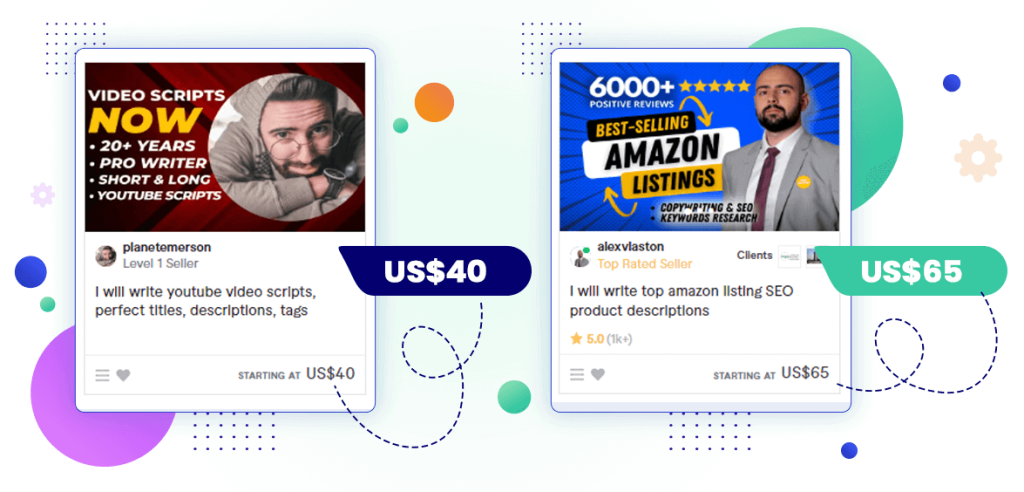 VIDEO SCRIPTS
NOW
• 20+ YEARS
• PRO WRITER
• SHORT & LONG
• YOUTUBE SCRIPTS
planetemerson
Level 1 Seller
US$40
I will write youtube video scripts,
perfect titles, descriptions, tags
STARTING AT US$40
6000+
POSITIVE REVIEWS
BEST-SELLING
AMAZON
LISTINGS
• COPYWRITING & SEO
• KEYWORDS RESEARCH
alexvlaston
Top Rated Seller
Clients
US$65
I will write top amazon listing SEO
product descriptions
5.0 (1k+)
STARTING AT US$65